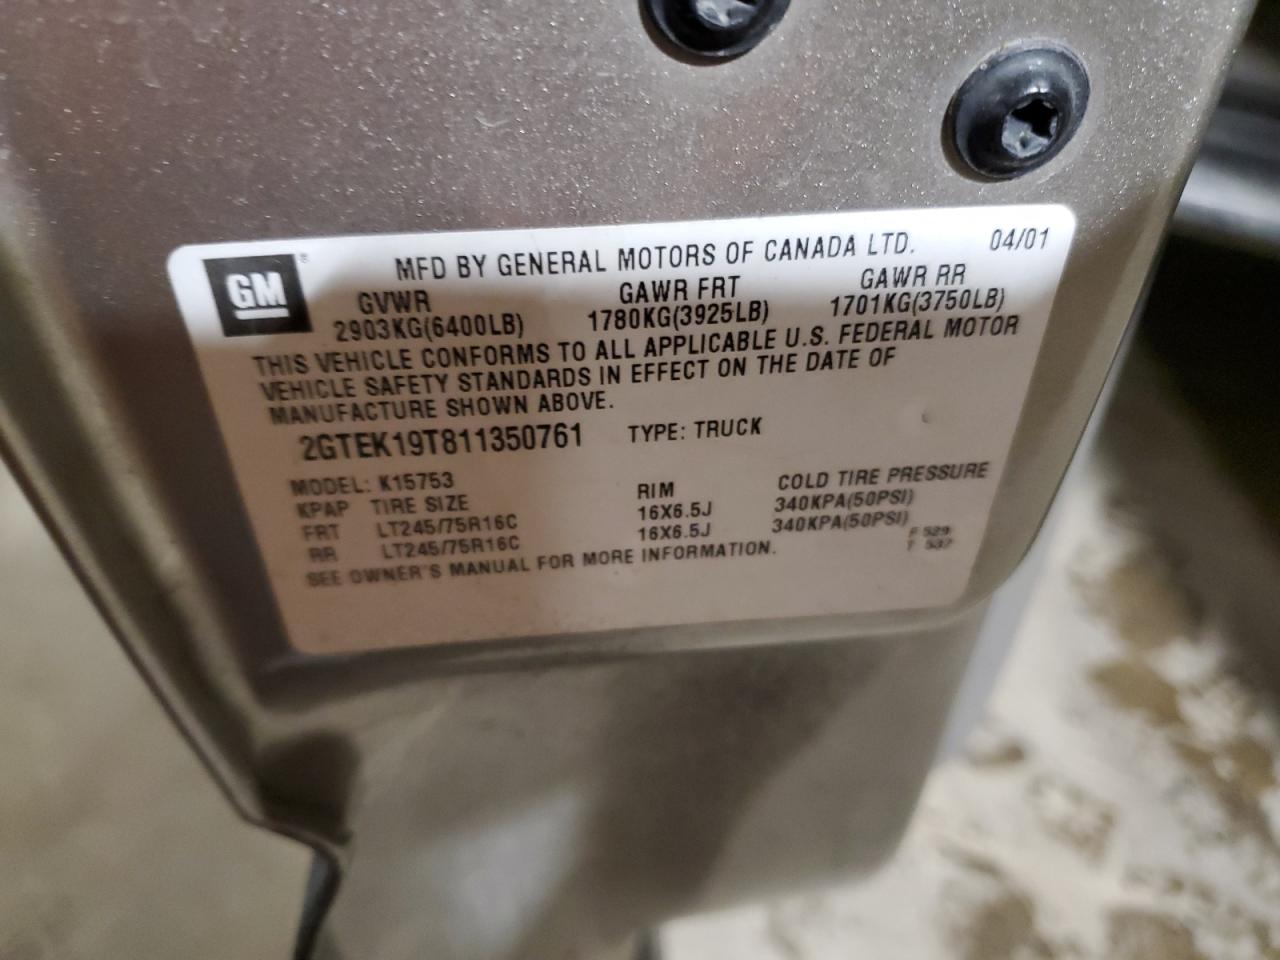 GM®
MFD BY GENERAL MOTORS OF CANADA LTD. 04/01
GVWR GAWR FRT GAWR RR
2903KG(6400LB) 1780KG(3925LB) 1701KG(3750LB)
THIS VEHICLE CONFORMS TO ALL APPLICABLE U.S. FEDERAL MOTOR
VEHICLE SAFETY STANDARDS IN EFFECT ON THE DATE OF
MANUFACTURE SHOWN ABOVE.
2GTEK19T811350761 TYPE: TRUCK
MODEL: K15753
KPAP TIRE SIZE RIM COLD TIRE PRESSURE
FRT LT245/75R16C 16X6.5J 340KPA(50PSI)
RR LT245/75R16C 16X6.5J 340KPA(50PSI)
SEE OWNER'S MANUAL FOR MORE INFORMATION.
F 529
T 537